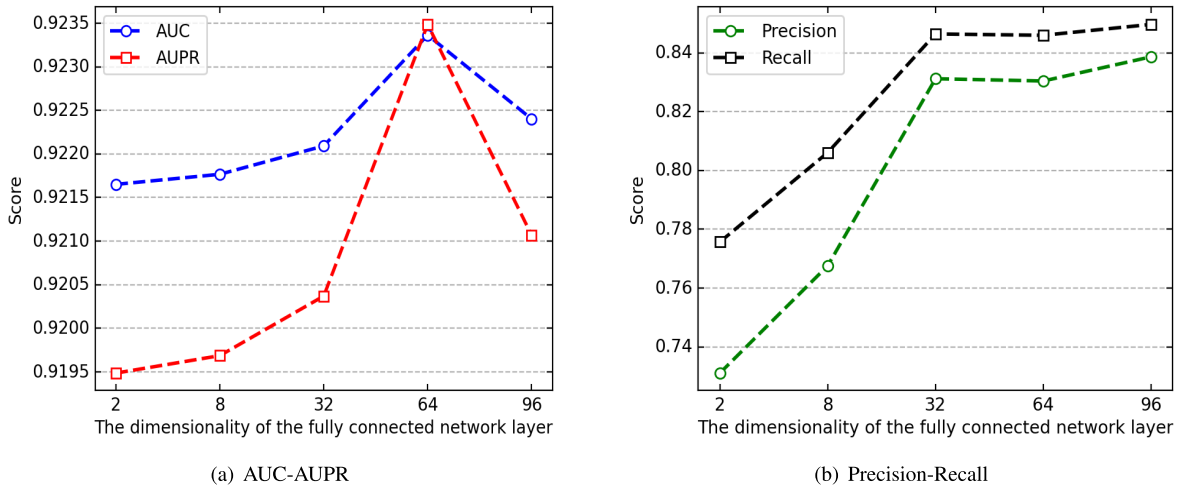 0.9235
0.9230
0.9225
0.9220
0.9215
0.9210
0.9205
0.9200
0.9195
Score
AUC
AUPR
2 8 32 64 96
The dimensionality of the fully connected network layer
(a) AUC-AUPR
0.84
0.82
0.80
0.78
0.76
0.74
Score
Precision
Recall
2 8 32 64 96
The dimensionality of the fully connected network layer
(b) Precision-Recall